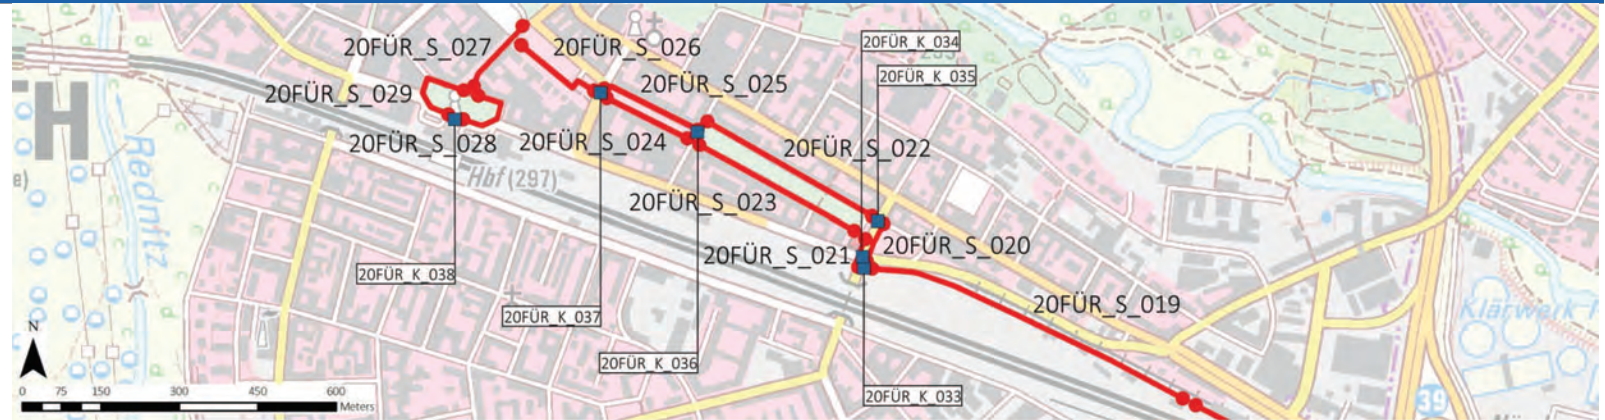 20FÜR_K_034
20FÜR_S_027
20FÜR_S_026
20FÜR_K_035
20FÜR_S_025
20FÜR_S_029
H
20FÜR_S_028
20FÜR_S_024
20FÜR_S_022
Rednitz
Hbf (297)
e)
20FÜR_S_023
20FÜR_S_021
20FÜR_S_020
20FÜR_K_038
20FÜR_S_019
Klärwerk
20FÜR_K_037
N
20FÜR_K_036
0 75 150 300 450 600
Meters
20FÜR_K_033
39